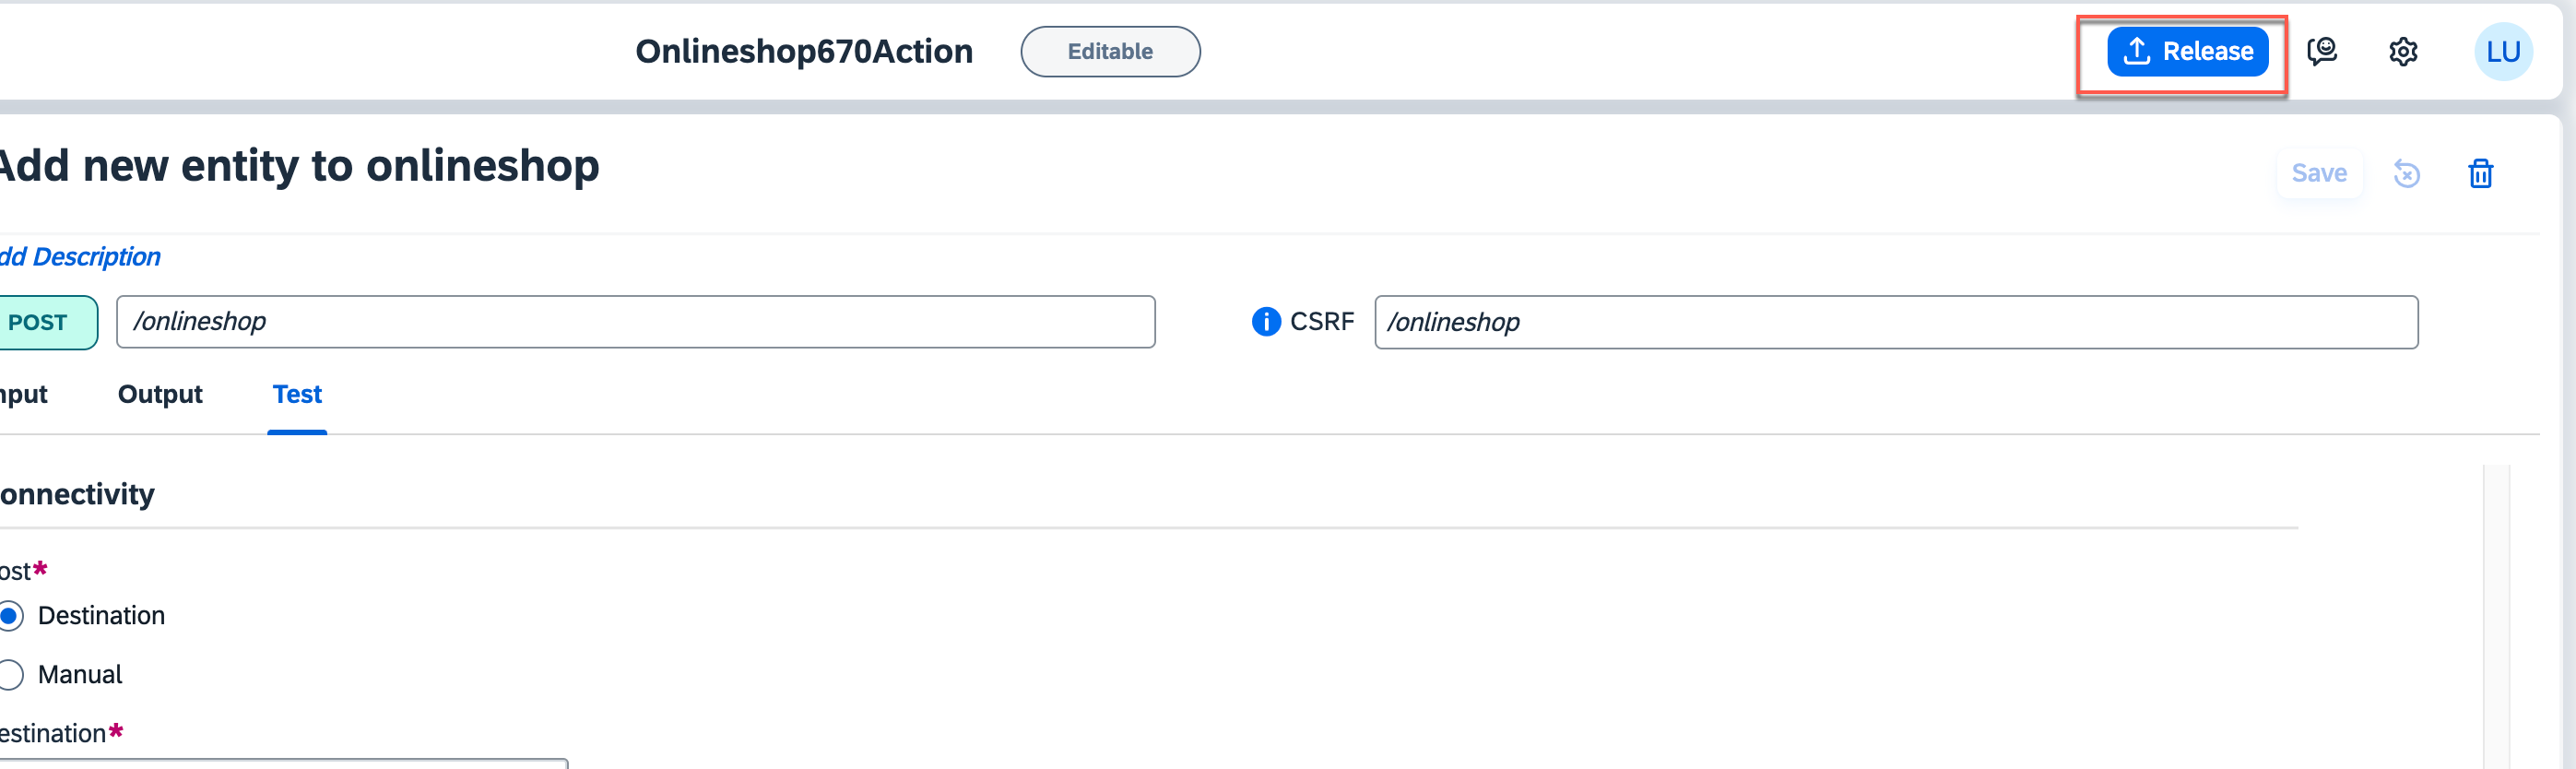 Onlineshop670Action
Editable
Release
LU
Add new entity to onlineshop
Save
dd Description
POST
/onlineshop
i CSRF
/onlineshop
nput
Output
Test
onnectivity
ost*
Destination
Manual
estination*